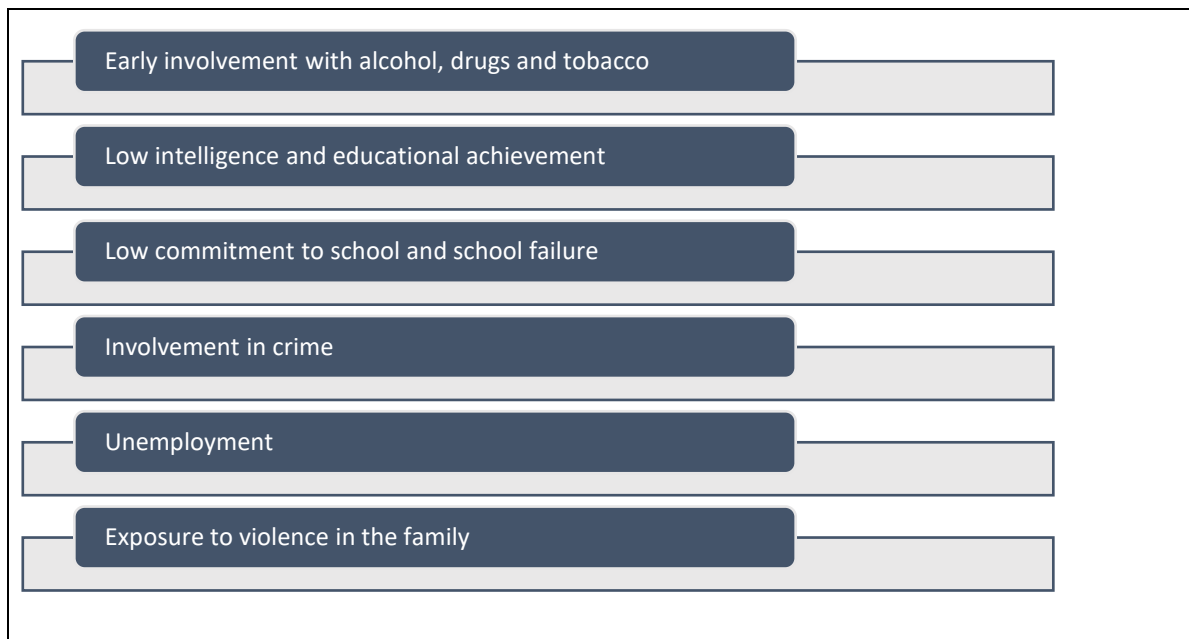 Early involvement with alcohol, drugs and tobacco
Low intelligence and educational achievement
Low commitment to school and school failure
Involvement in crime
Unemployment
Exposure to violence in the family